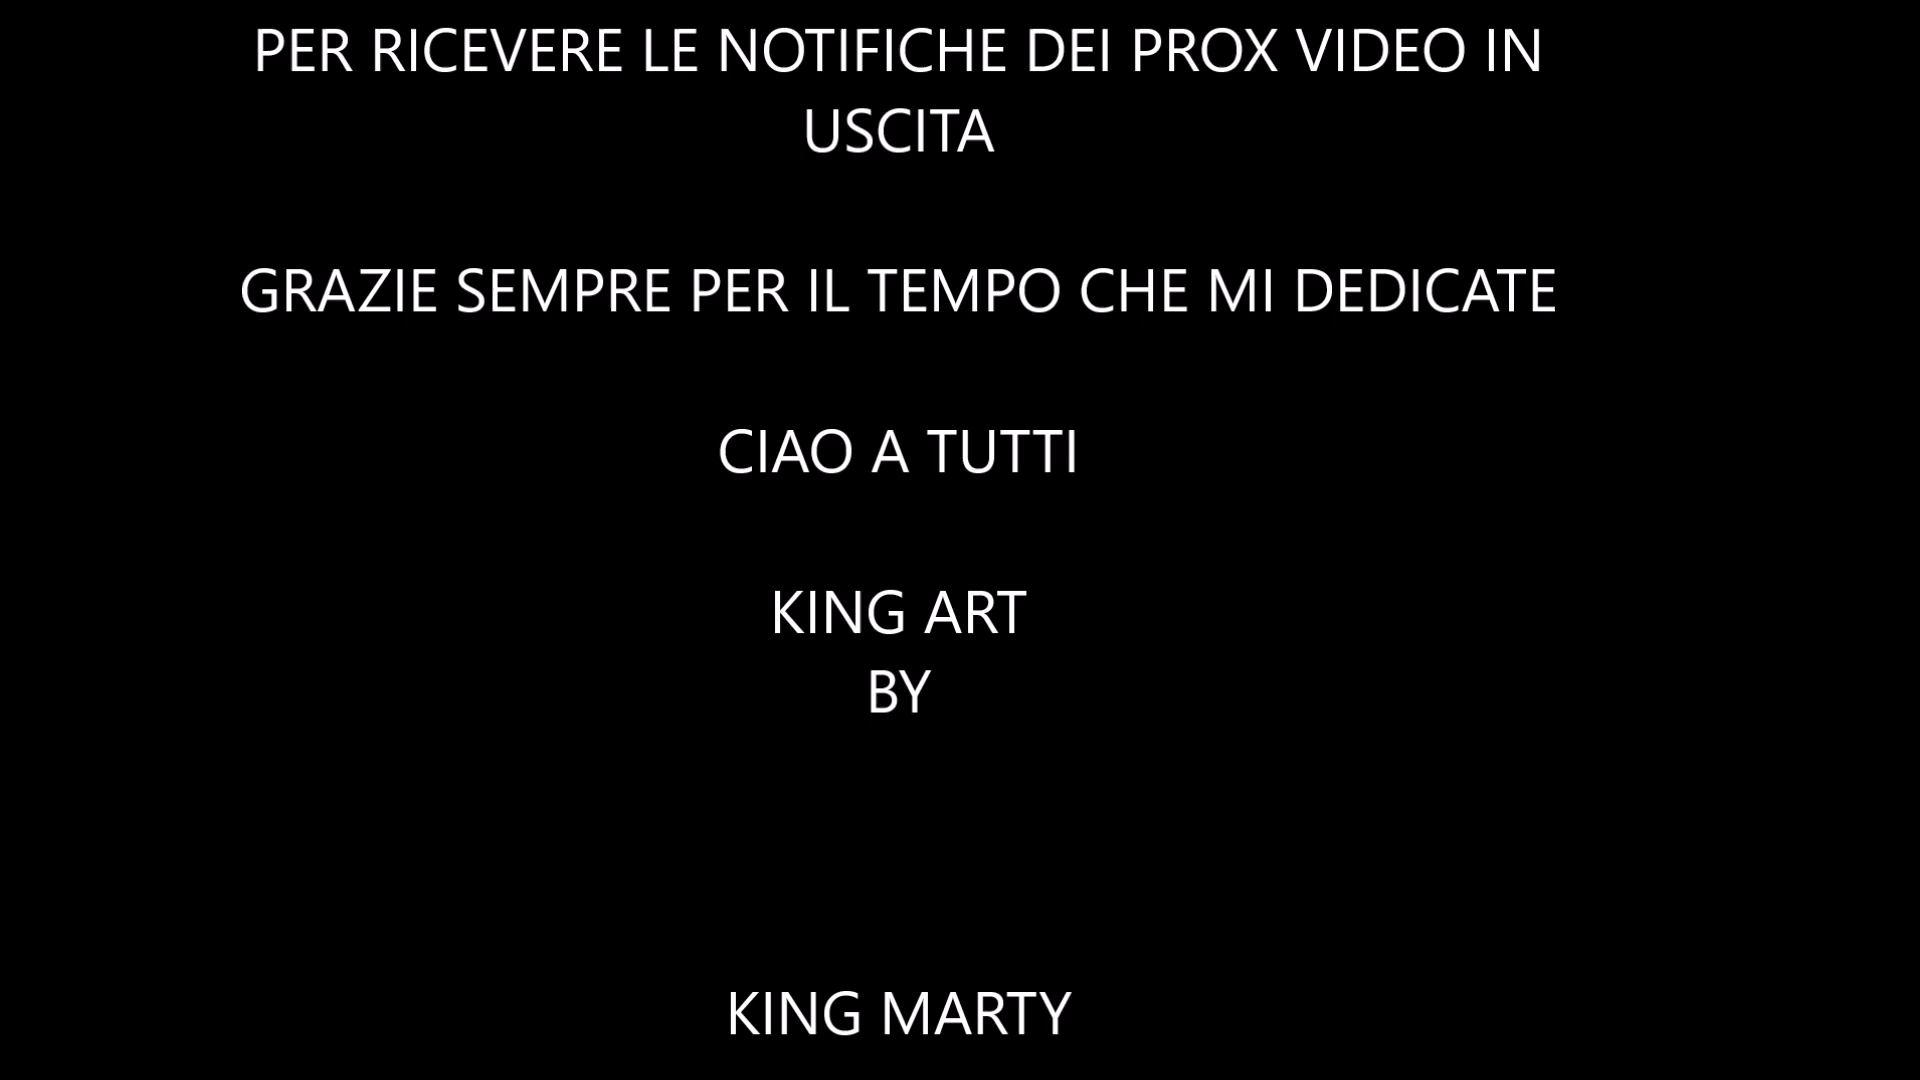 PER RICEVERE LE NOTIFICHE DEI PROX VIDEO IN
USCITA
GRAZIE SEMPRE PER IL TEMPO CHE MI DEDICATE
CIAO A TUTTI
KING ART
BY
KING MARTY